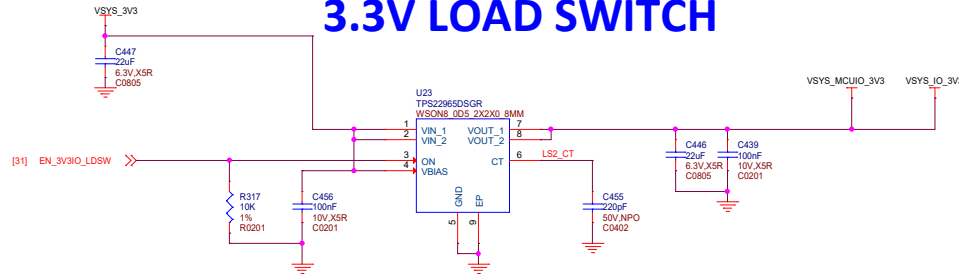 3.3V LOAD SWITCH
VSYS_3V3
C447
22uF
6.3V,X5R
C0805
VSYS_MCUIO_3V3
VSYS_IO_3V3
U23
TPS22965DSGR
WSON8_0D5_2X2X0_8MM
1
VIN_1
VOUT_1
7
2
VIN_2
VOUT_2
8
[31] EN_3V3IO_LDSW
3
ON
CT
6
LS2_CT
4
VBIAS
GND
EP
5
9
C446
22uF
6.3V,X5R
C0805
C439
100nF
10V,X5R
C0201
R317
10K
1%
R0201
C456
100nF
10V,X5R
C0201
C455
220pF
50V,NPO
C0402